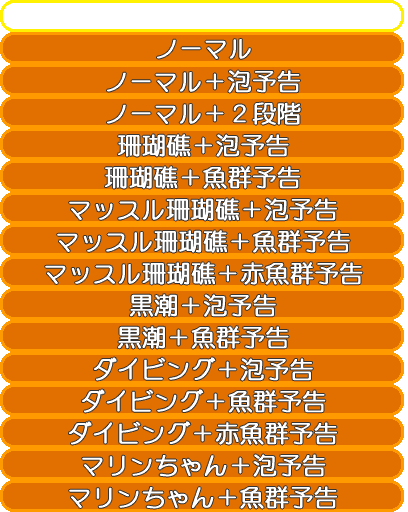 ノーマル
ノーマル＋泡予告
ノーマル＋２段階
珊瑚礁＋泡予告
珊瑚礁＋魚群予告
マッスル珊瑚礁＋泡予告
マッスル珊瑚礁＋魚群予告
マッスル珊瑚礁＋赤魚群予告
黒潮＋泡予告
黒潮＋魚群予告
ダイビング＋泡予告
ダイビング＋魚群予告
ダイビング＋赤魚群予告
マリンちゃん＋泡予告
マリンちゃん＋魚群予告